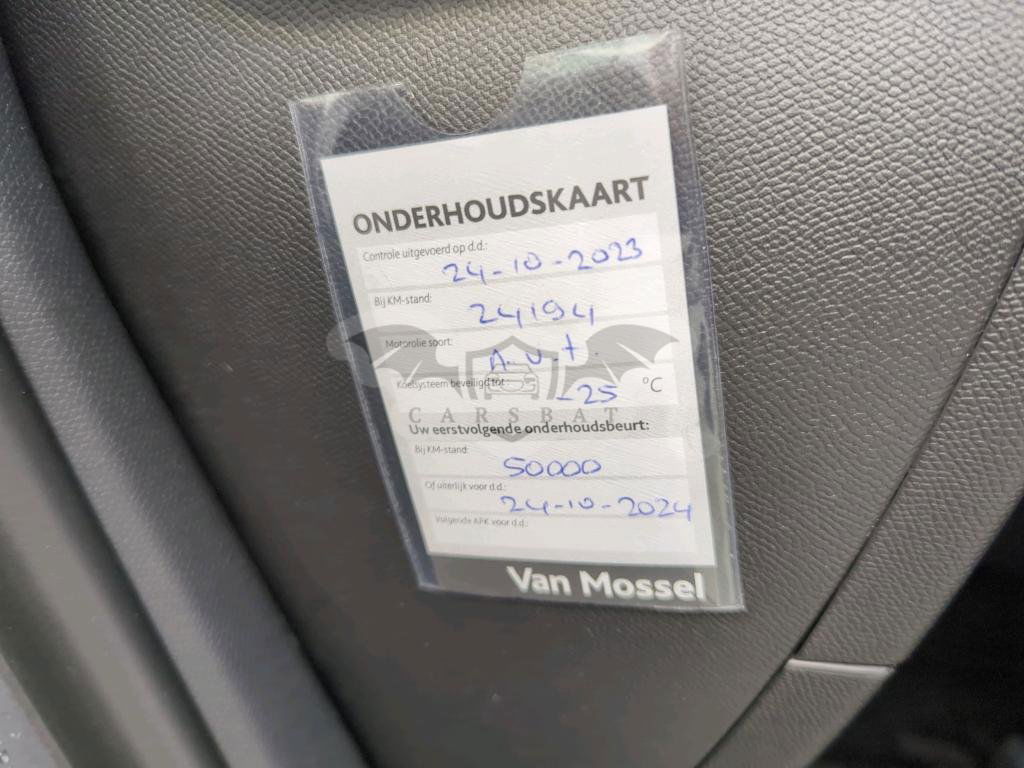 ONDERHOUDSKAART
Controle uitgevoerd op d.d.:
24-10-2023
Bij KM-stand:
24194
Motorolie soort:
A.v.t.
Koelsysteem beveiligd tot
-25 °C
CARSBAT
Uw eerstvolgende onderhoudsbeurt:
Bij KM-stand:
50000
Of uiterlijk voor d.d.:
24-10-2024
Volgende APK voor d.d.:
Van Mossel